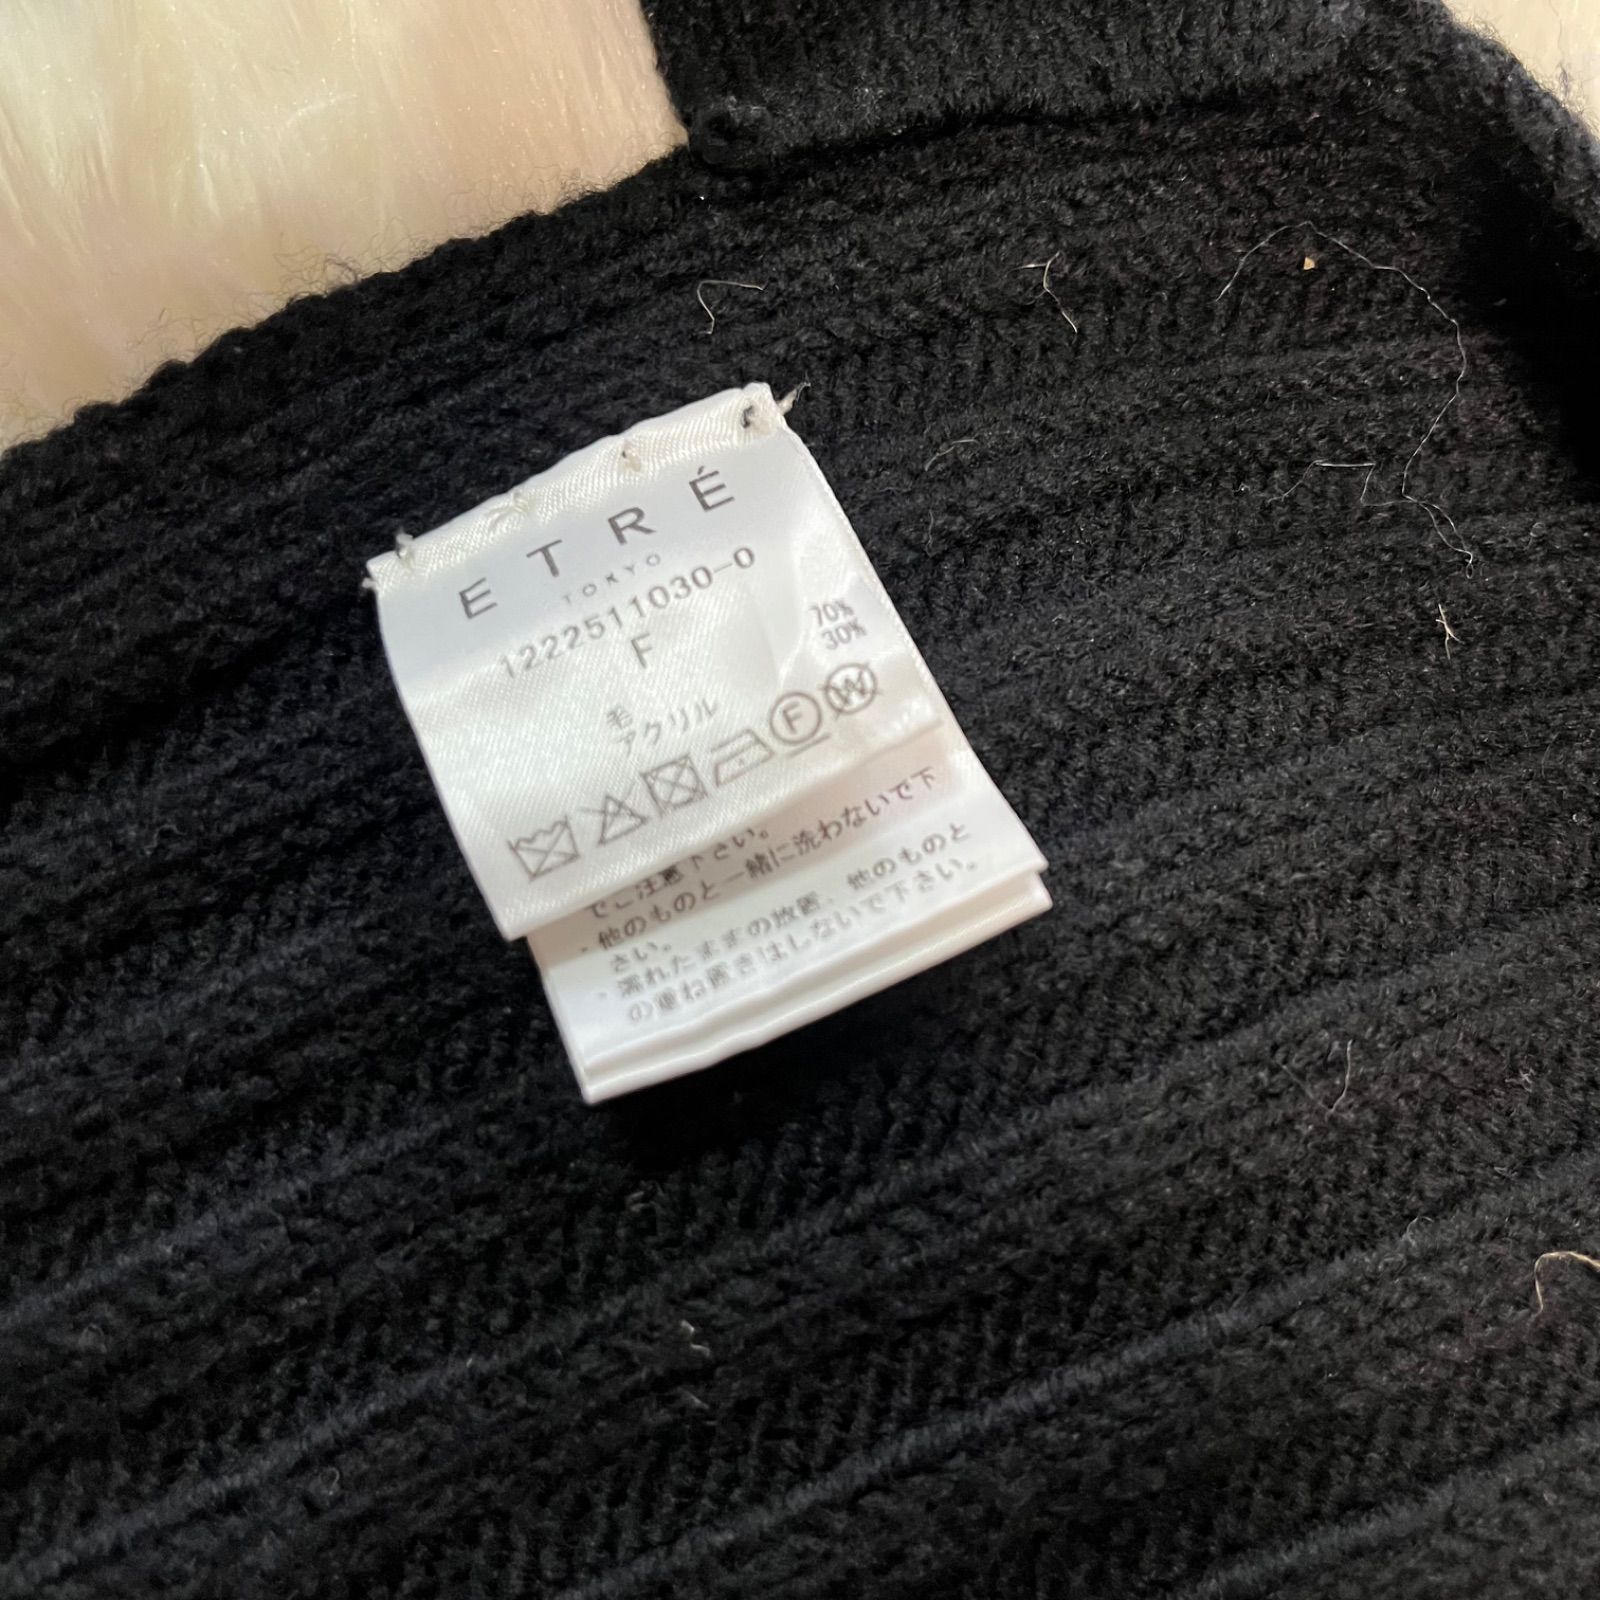 ETRÉ
TOKYO
1222511030-0
F
毛 70%
アクリル 30%
F W
でご注意下さい。
・他のものと一緒に洗わないで下
さい。
・濡れたままの放置、他のものと
の重ね置きはしないで下さい。